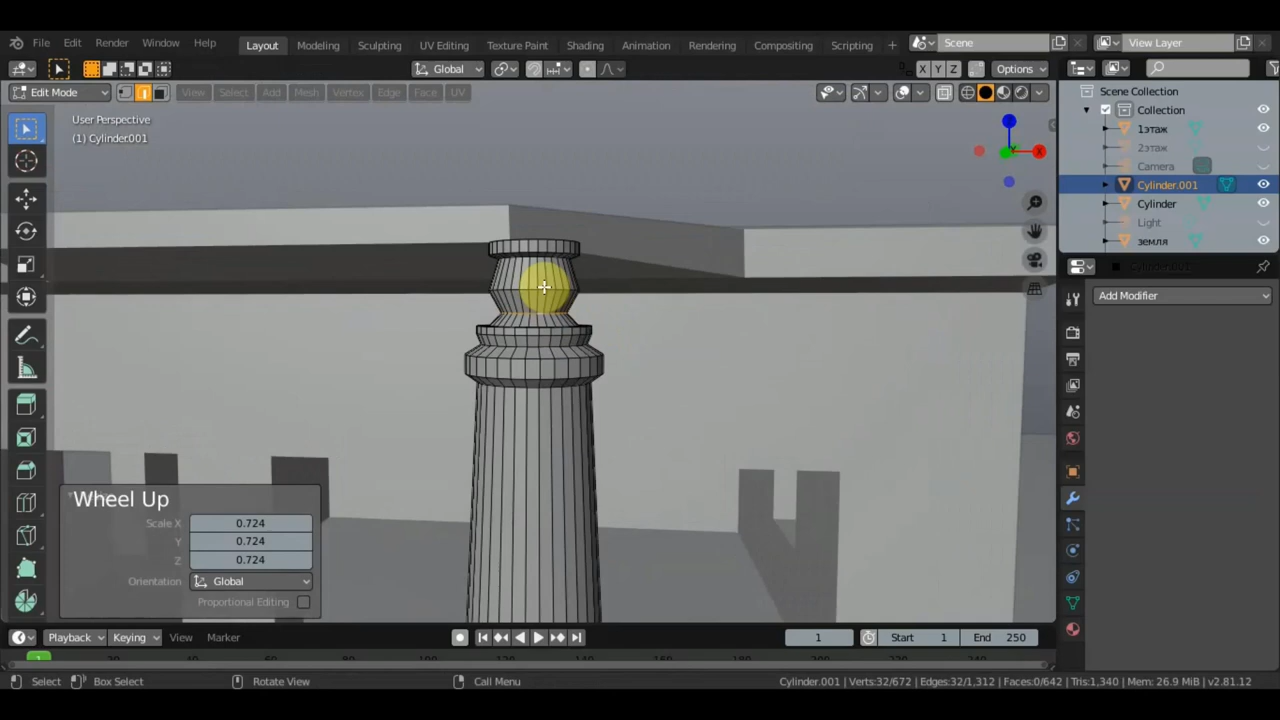 File Edit Render Window Help Layout Modeling Sculpting UV Editing Texture Paint Shading Animation Rendering Compositing Scripting + Scene View Layer
Global X Y Z Options
Edit Mode View Select Add Mesh Vertex Edge Face UV
User Perspective
(1) Cylinder.001
X
Scene Collection
Collection
1этаж
2этаж
Camera
Cylinder.001
Cylinder
Light
земля
Cylinder.001
Add Modifier
Wheel Up
Scale X 0.724
Y 0.724
Z 0.724
Orientation Global
Proportional Editing
Playback Keying View Marker 1 Start 1 End 250
Select Box Select Rotate View Call Menu Cylinder.001 | Verts:32/672 | Edges:32/1,312 | Faces:0/642 | Tris:1,340 | Mem: 26.9 MiB | v2.81.12